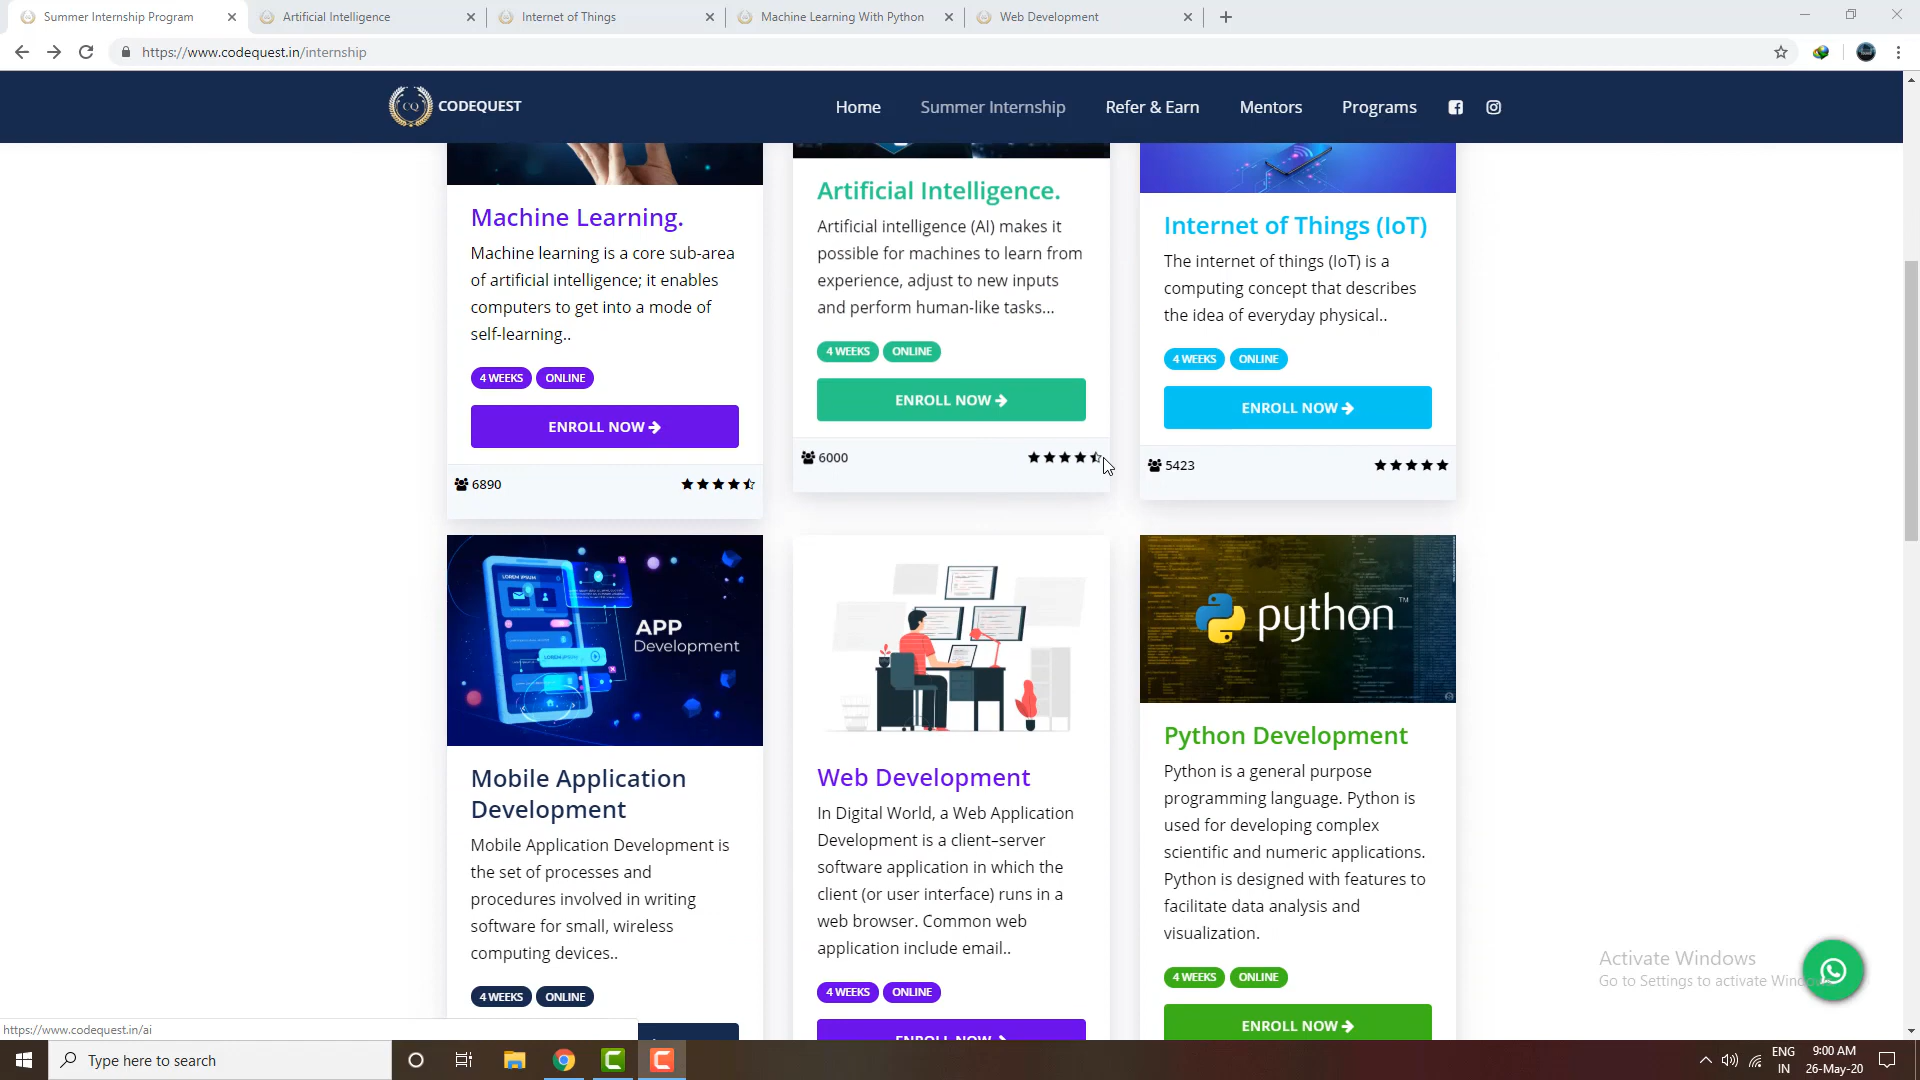 Summer Internship Program
Artificial Intelligence
Internet of Things
Machine Learning With Python
Web Development
https://www.codequest.in/internship
CQ
CODEQUEST
Home
Summer Internship
Refer & Earn
Mentors
Programs
Machine Learning.
Machine learning is a core sub-area
of artificial intelligence; it enables
computers to get into a mode of
self-learning..
4 WEEKS ONLINE
ENROLL NOW
6890
Artificial Intelligence.
Artificial intelligence (AI) makes it
possible for machines to learn from
experience, adjust to new inputs
and perform human-like tasks...
4 WEEKS ONLINE
ENROLL NOW
6000
Internet of Things (IoT)
The internet of things (IoT) is a
computing concept that describes
the idea of everyday physical..
4 WEEKS ONLINE
ENROLL NOW
5423
LOREM IPSUM
APP
Development
Mobile Application
Development
Mobile Application Development is
the set of processes and
procedures involved in writing
software for small, wireless
computing devices..
4 WEEKS ONLINE
Web Development
In Digital World, a Web Application
Development is a client–server
software application in which the
client (or user interface) runs in a
web browser. Common web
application include email..
4 WEEKS ONLINE
ENROLL NOW
python™
Python Development
Python is a general purpose
programming language. Python is
used for developing complex
scientific and numeric applications.
Python is designed with features to
facilitate data analysis and
visualization.
4 WEEKS ONLINE
ENROLL NOW
Activate Windows
Go to Settings to activate Windows.
https://www.codequest.in/ai
Type here to search
ENG
IN
9:00 AM
26-May-20